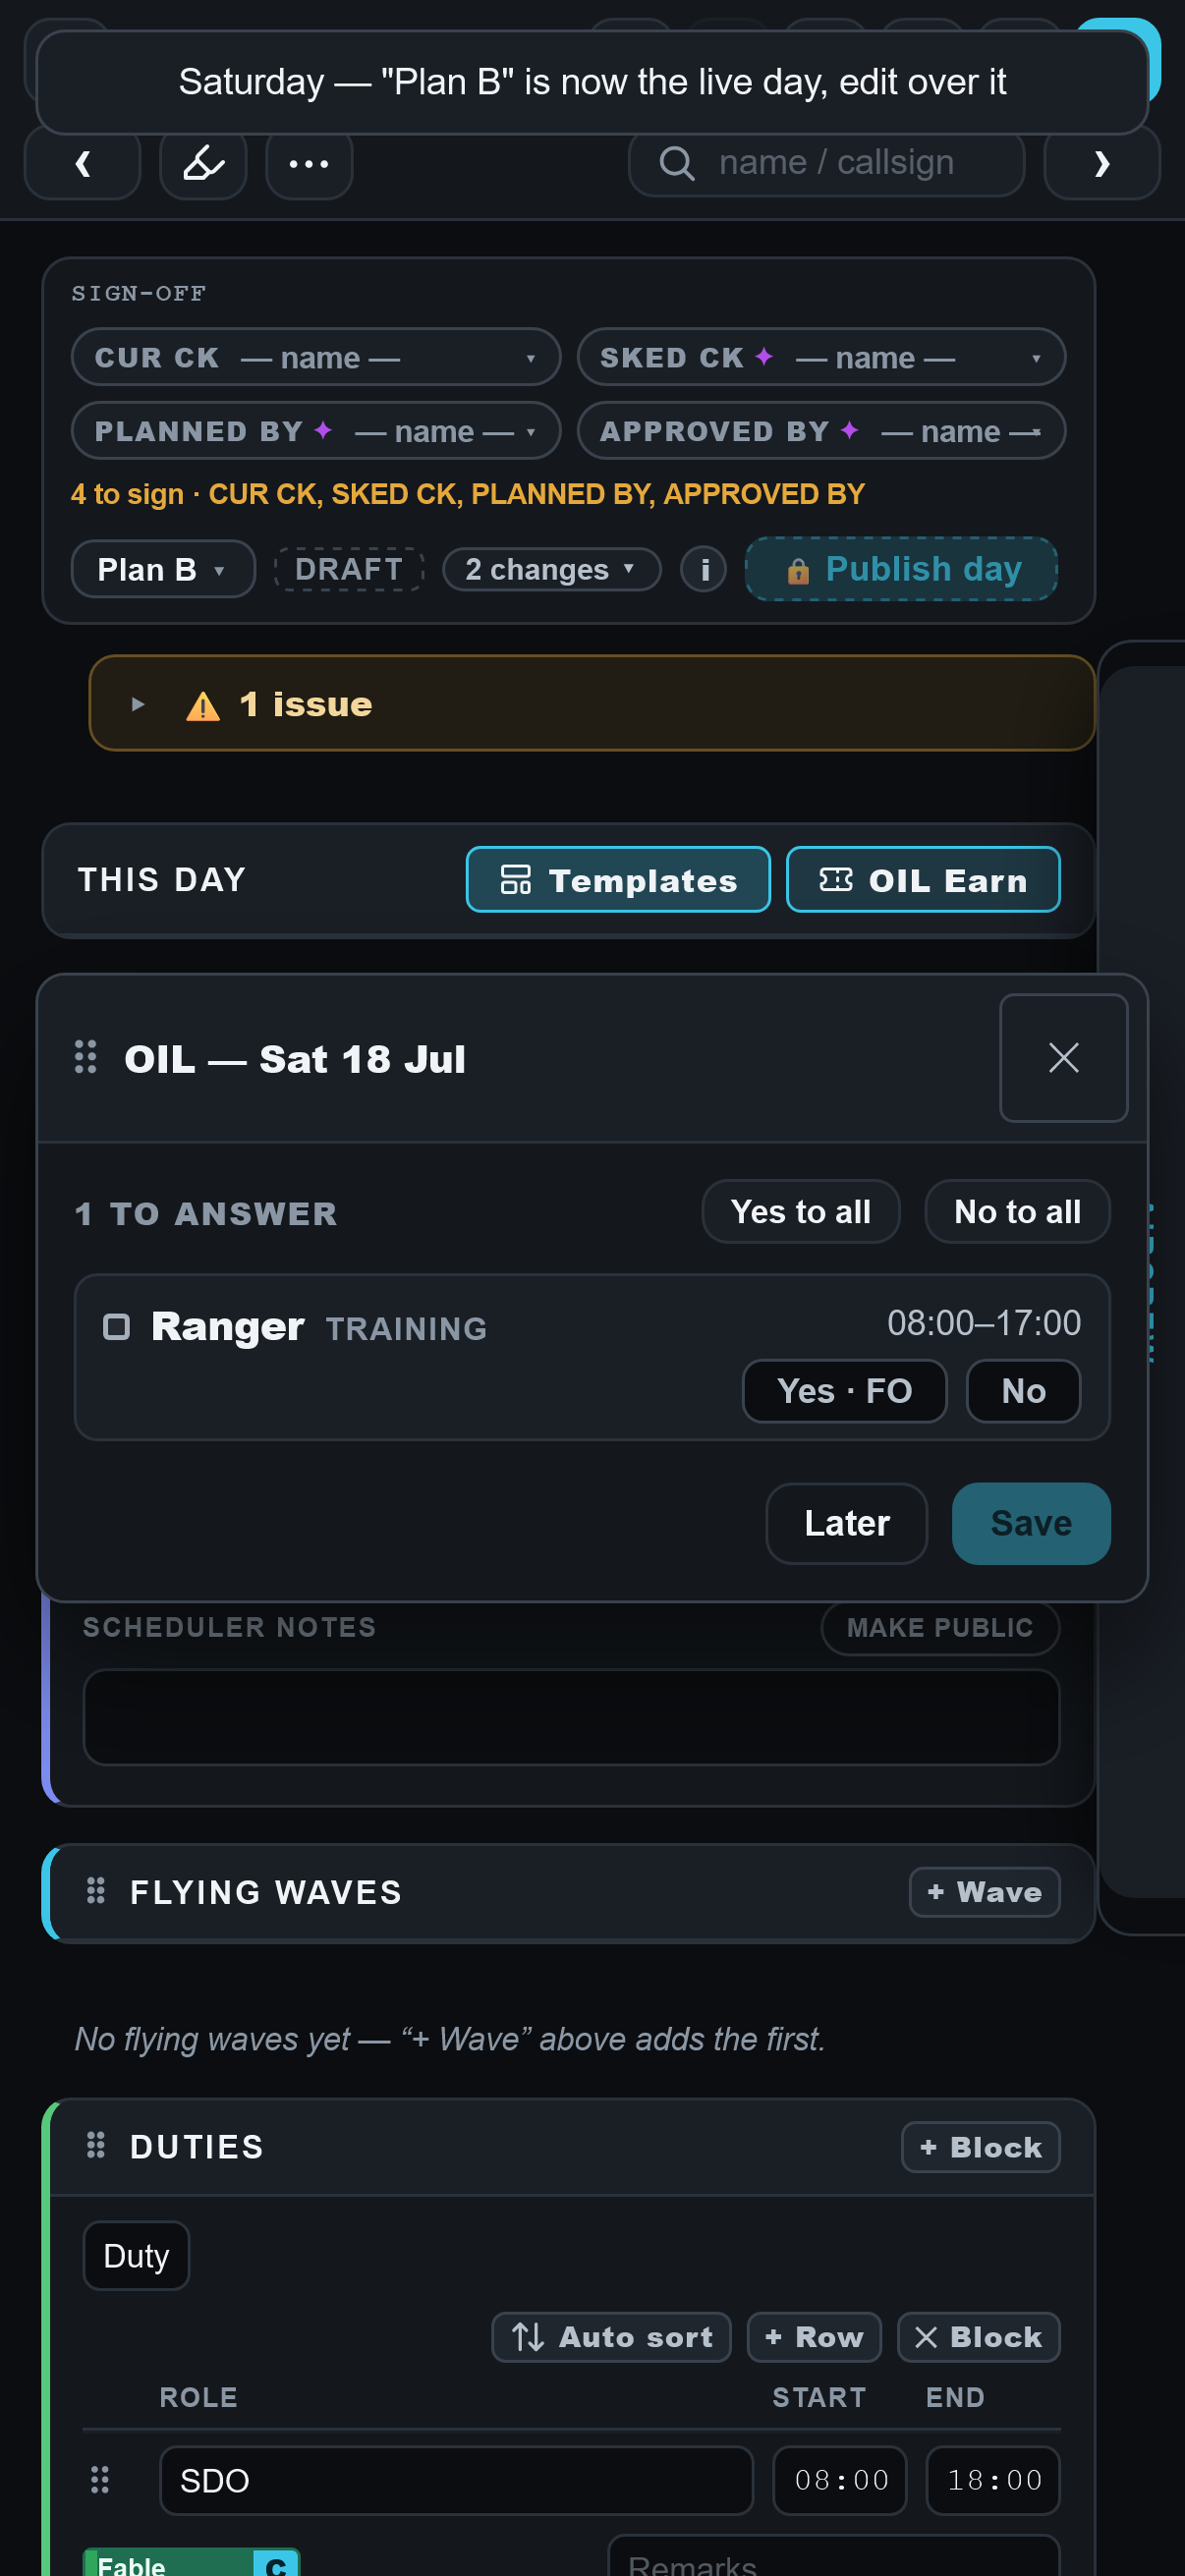 Saturday — "Plan B" is now the live day, edit over it
name / callsign
SIGN-OFF
CUR CK — name —
SKED CK — name —
PLANNED BY — name —
APPROVED BY — name —
4 to sign · CUR CK, SKED CK, PLANNED BY, APPROVED BY
Plan B DRAFT 2 changes i Publish day
1 issue
THIS DAY Templates OIL Earn
OIL — Sat 18 Jul
1 TO ANSWER Yes to all No to all
Ranger TRAINING 08:00–17:00
Yes · FO No
Later Save
SCHEDULER NOTES MAKE PUBLIC
FLYING WAVES + Wave
No flying waves yet — “+ Wave” above adds the first.
DUTIES + Block
Duty
Auto sort + Row × Block
ROLE START END
SDO 08:00 18:00
Fable C Remarks